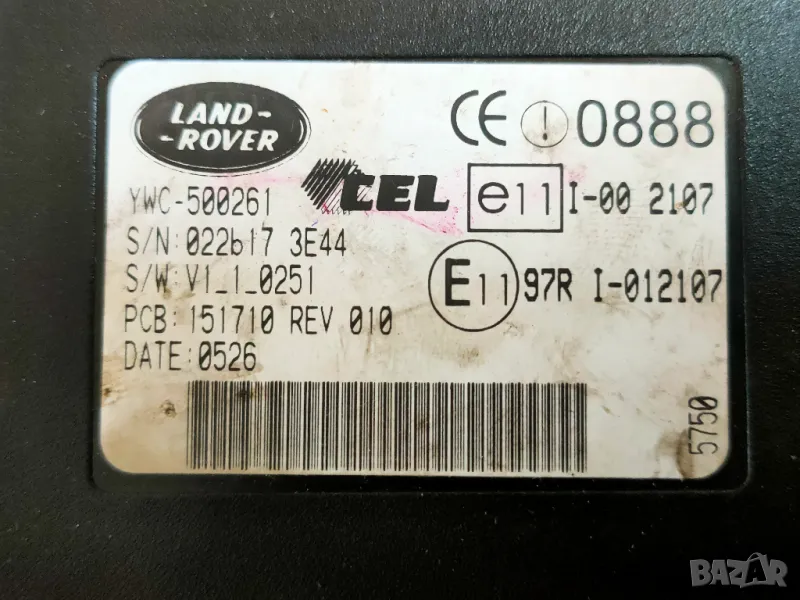 LAND-
-ROVER
CE 0888
YWC-500261
TEL
e11 I-00 2107
S/N:022b17 3E44
S/W:V1_1_0251
E11 97R I-012107
PCB:151710 REV 010
DATE:0526
5750
BAZAR